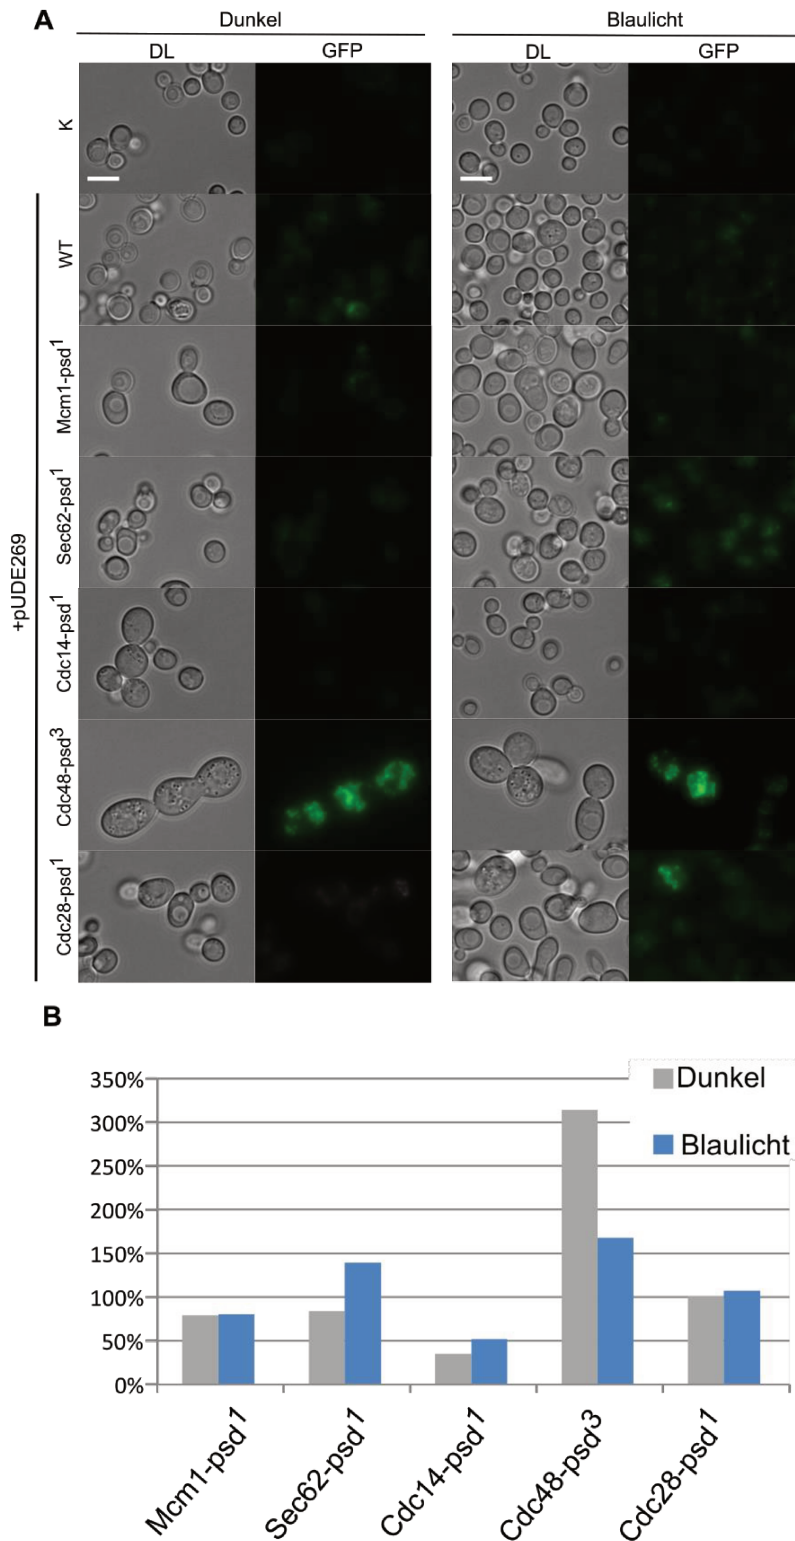 A
Dunkel
Blaulicht
DL
GFP
DL
GFP
K
+pUDE269
WT
Mcm1-psd¹
Sec62-psd¹
Cdc14-psd¹
Cdc48-psd³
Cdc28-psd¹
B
350%
300%
250%
200%
150%
100%
50%
0%
Dunkel
Blaulicht
Mcm1-psd¹
Sec62-psd¹
Cdc14-psd¹
Cdc48-psd³
Cdc28-psd¹